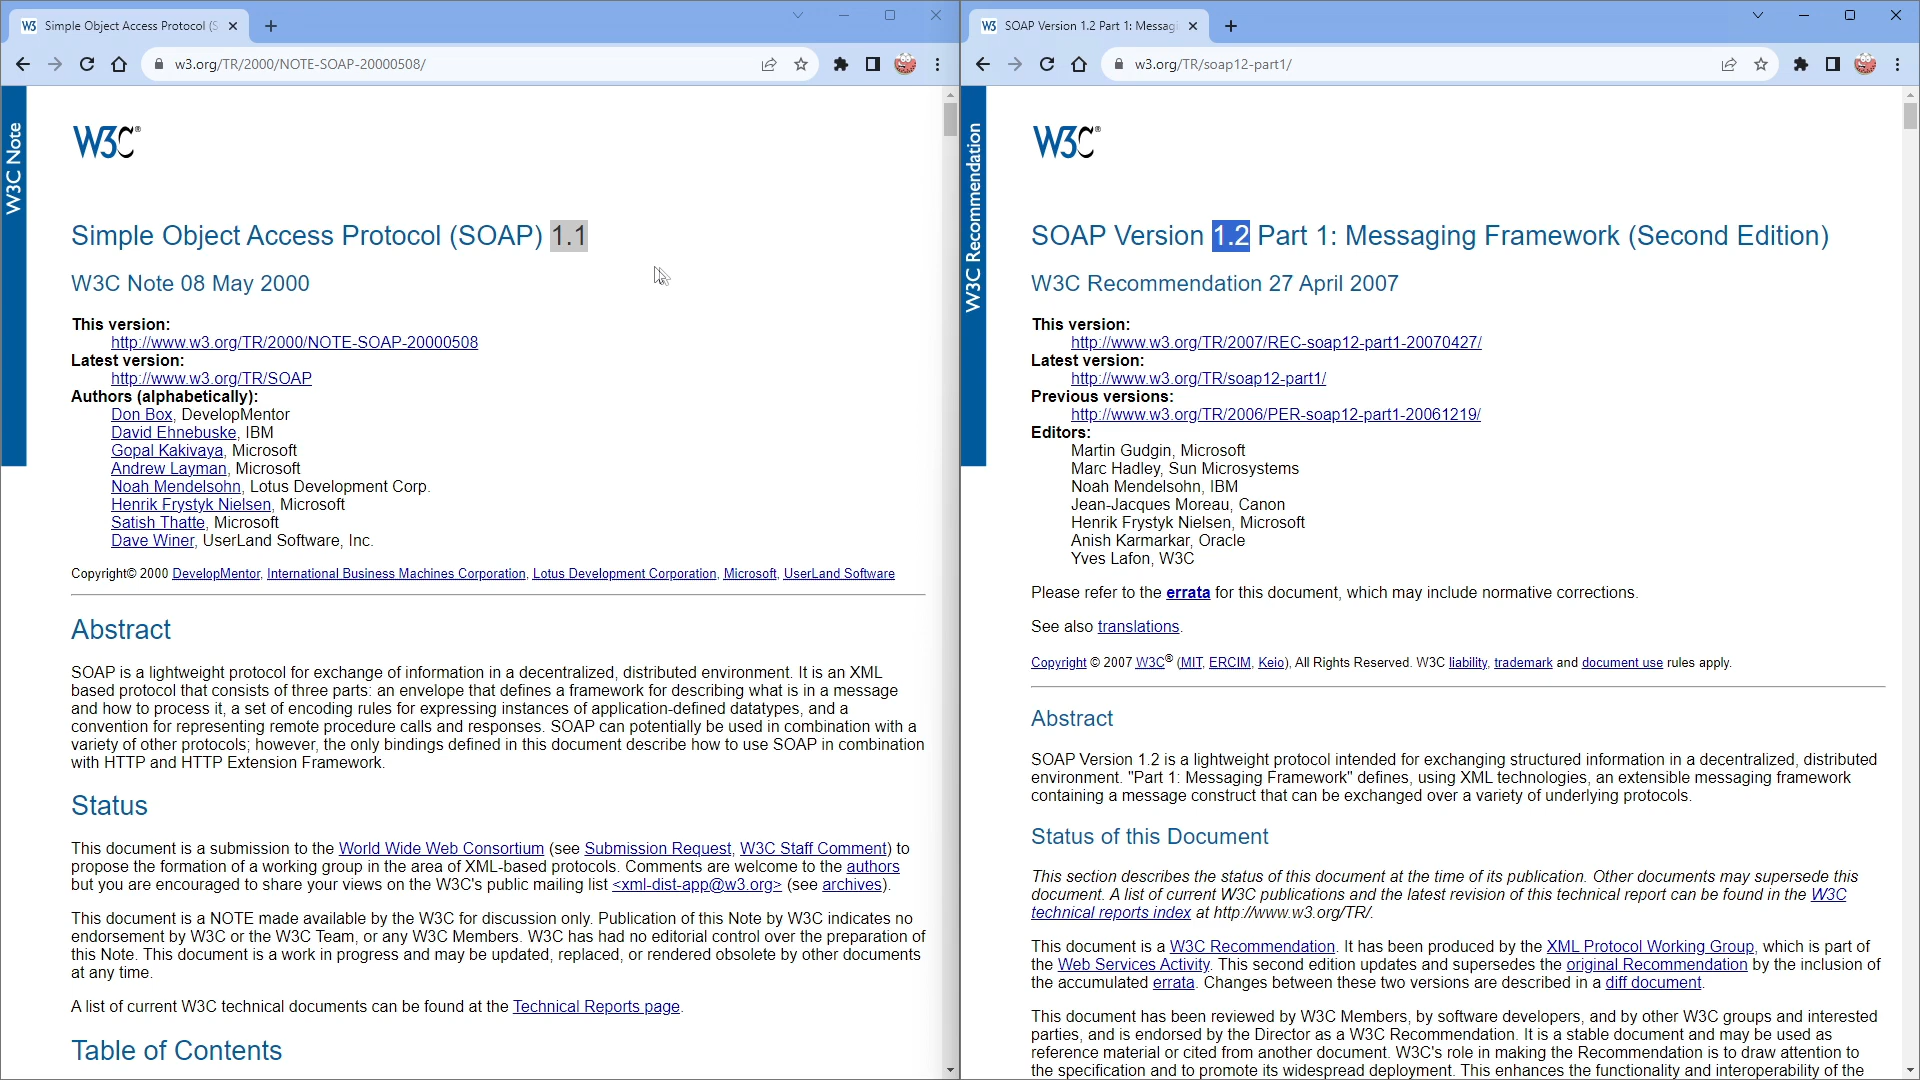 Simple Object Access Protocol (S
w3.org/TR/2000/NOTE-SOAP-20000508/
W3C Note
W3C®
Simple Object Access Protocol (SOAP) 1.1
W3C Note 08 May 2000
This version:
http://www.w3.org/TR/2000/NOTE-SOAP-20000508
Latest version:
http://www.w3.org/TR/SOAP
Authors (alphabetically):
Don Box, DevelopMentor
David Ehnebuske, IBM
Gopal Kakivaya, Microsoft
Andrew Layman, Microsoft
Noah Mendelsohn, Lotus Development Corp.
Henrik Frystyk Nielsen, Microsoft
Satish Thatte, Microsoft
Dave Winer, UserLand Software, Inc.
Copyright© 2000 DevelopMentor, International Business Machines Corporation, Lotus Development Corporation, Microsoft, UserLand Software
Abstract
SOAP is a lightweight protocol for exchange of information in a decentralized, distributed environment. It is an XML
based protocol that consists of three parts: an envelope that defines a framework for describing what is in a message
and how to process it, a set of encoding rules for expressing instances of application-defined datatypes, and a
convention for representing remote procedure calls and responses. SOAP can potentially be used in combination with a
variety of other protocols; however, the only bindings defined in this document describe how to use SOAP in combination
with HTTP and HTTP Extension Framework.
Status
This document is a submission to the World Wide Web Consortium (see Submission Request, W3C Staff Comment) to
propose the formation of a working group in the area of XML-based protocols. Comments are welcome to the authors
but you are encouraged to share your views on the W3C's public mailing list <xml-dist-app@w3.org> (see archives).
This document is a NOTE made available by the W3C for discussion only. Publication of this Note by W3C indicates no
endorsement by W3C or the W3C Team, or any W3C Members. W3C has had no editorial control over the preparation of
this Note. This document is a work in progress and may be updated, replaced, or rendered obsolete by other documents
at any time.
A list of current W3C technical documents can be found at the Technical Reports page.
Table of Contents
SOAP Version 1.2 Part 1: Messagi
w3.org/TR/soap12-part1/
W3C Recommendation
W3C®
SOAP Version 1.2 Part 1: Messaging Framework (Second Edition)
W3C Recommendation 27 April 2007
This version:
http://www.w3.org/TR/2007/REC-soap12-part1-20070427/
Latest version:
http://www.w3.org/TR/soap12-part1/
Previous versions:
http://www.w3.org/TR/2006/PER-soap12-part1-20061219/
Editors:
Martin Gudgin, Microsoft
Marc Hadley, Sun Microsystems
Noah Mendelsohn, IBM
Jean-Jacques Moreau, Canon
Henrik Frystyk Nielsen, Microsoft
Anish Karmarkar, Oracle
Yves Lafon, W3C
Please refer to the errata for this document, which may include normative corrections.
See also translations.
Copyright © 2007 W3C® (MIT, ERCIM, Keio), All Rights Reserved. W3C liability, trademark and document use rules apply.
Abstract
SOAP Version 1.2 is a lightweight protocol intended for exchanging structured information in a decentralized, distributed
environment. "Part 1: Messaging Framework" defines, using XML technologies, an extensible messaging framework
containing a message construct that can be exchanged over a variety of underlying protocols.
Status of this Document
This section describes the status of this document at the time of its publication. Other documents may supersede this
document. A list of current W3C publications and the latest revision of this technical report can be found in the W3C
technical reports index at http://www.w3.org/TR/.
This document is a W3C Recommendation. It has been produced by the XML Protocol Working Group, which is part of
the Web Services Activity. This second edition updates and supersedes the original Recommendation by the inclusion of
the accumulated errata. Changes between these two versions are described in a diff document.
This document has been reviewed by W3C Members, by software developers, and by other W3C groups and interested
parties, and is endorsed by the Director as a W3C Recommendation. It is a stable document and may be used as
reference material or cited from another document. W3C's role in making the Recommendation is to draw attention to
the specification and to promote its widespread deployment. This enhances the functionality and interoperability of the